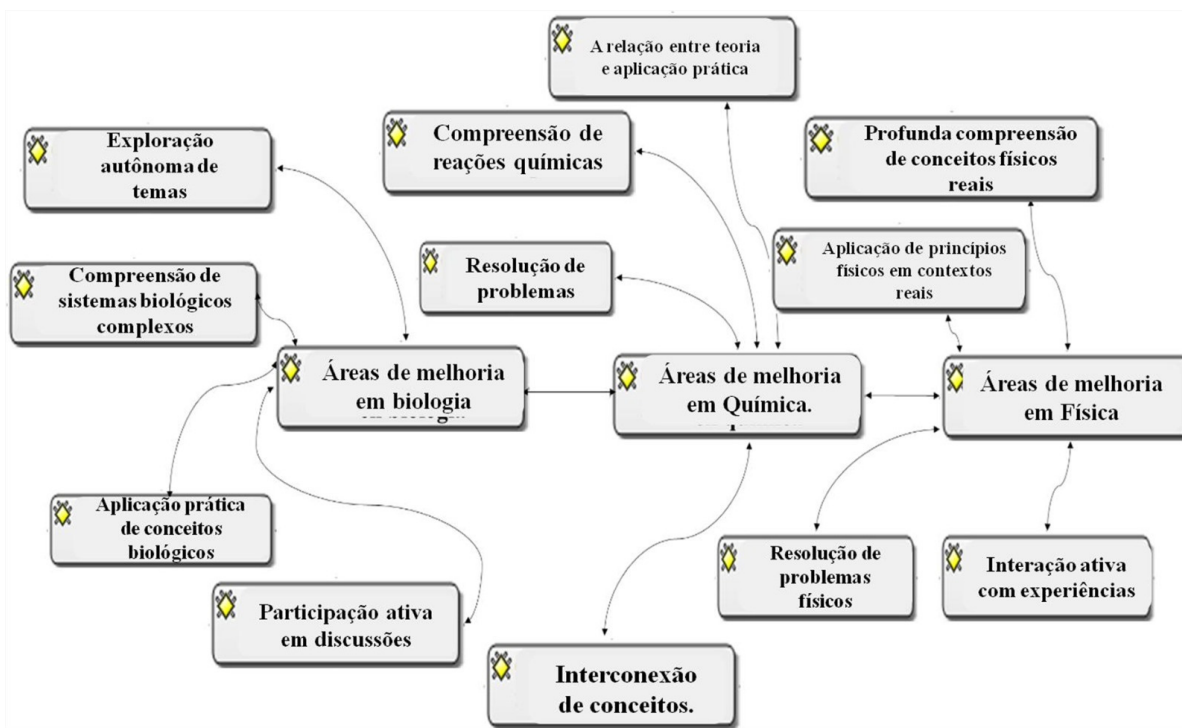 A relação entre teoria
e aplicação prática
Compreensão de
reações químicas
Profunda compreensão
de conceitos físicos
reais
Exploração
autônoma de
temas
Aplicação de princípios
físicos em contextos
reais
Resolução de
problemas
Compreensão de
sistemas biológicos
complexos
Áreas de melhoria
em biologia
Áreas de melhoria
em Química.
Áreas de melhoria
em Física
Aplicação prática
de conceitos
biológicos
Resolução de
problemas
físicos
Interação ativa
com experiências
Participação ativa
em discussões
Interconexão
de conceitos.